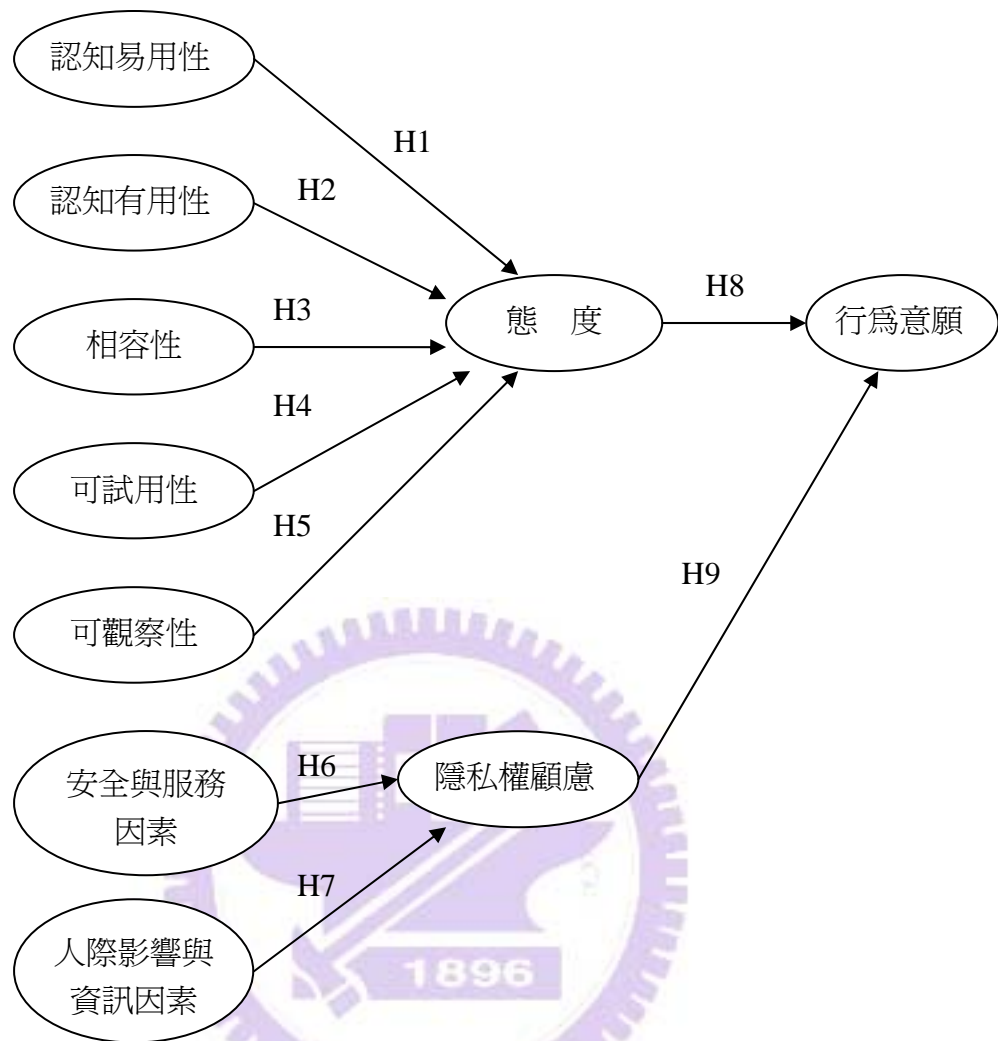 認知易用性
H1
認知有用性
H2
相容性
H3
態 度
H8
行為意願
可試用性
H4
可觀察性
H5
H9
安全與服務
因素
H6
隱私權顧慮
人際影響與
資訊因素
H7
1896